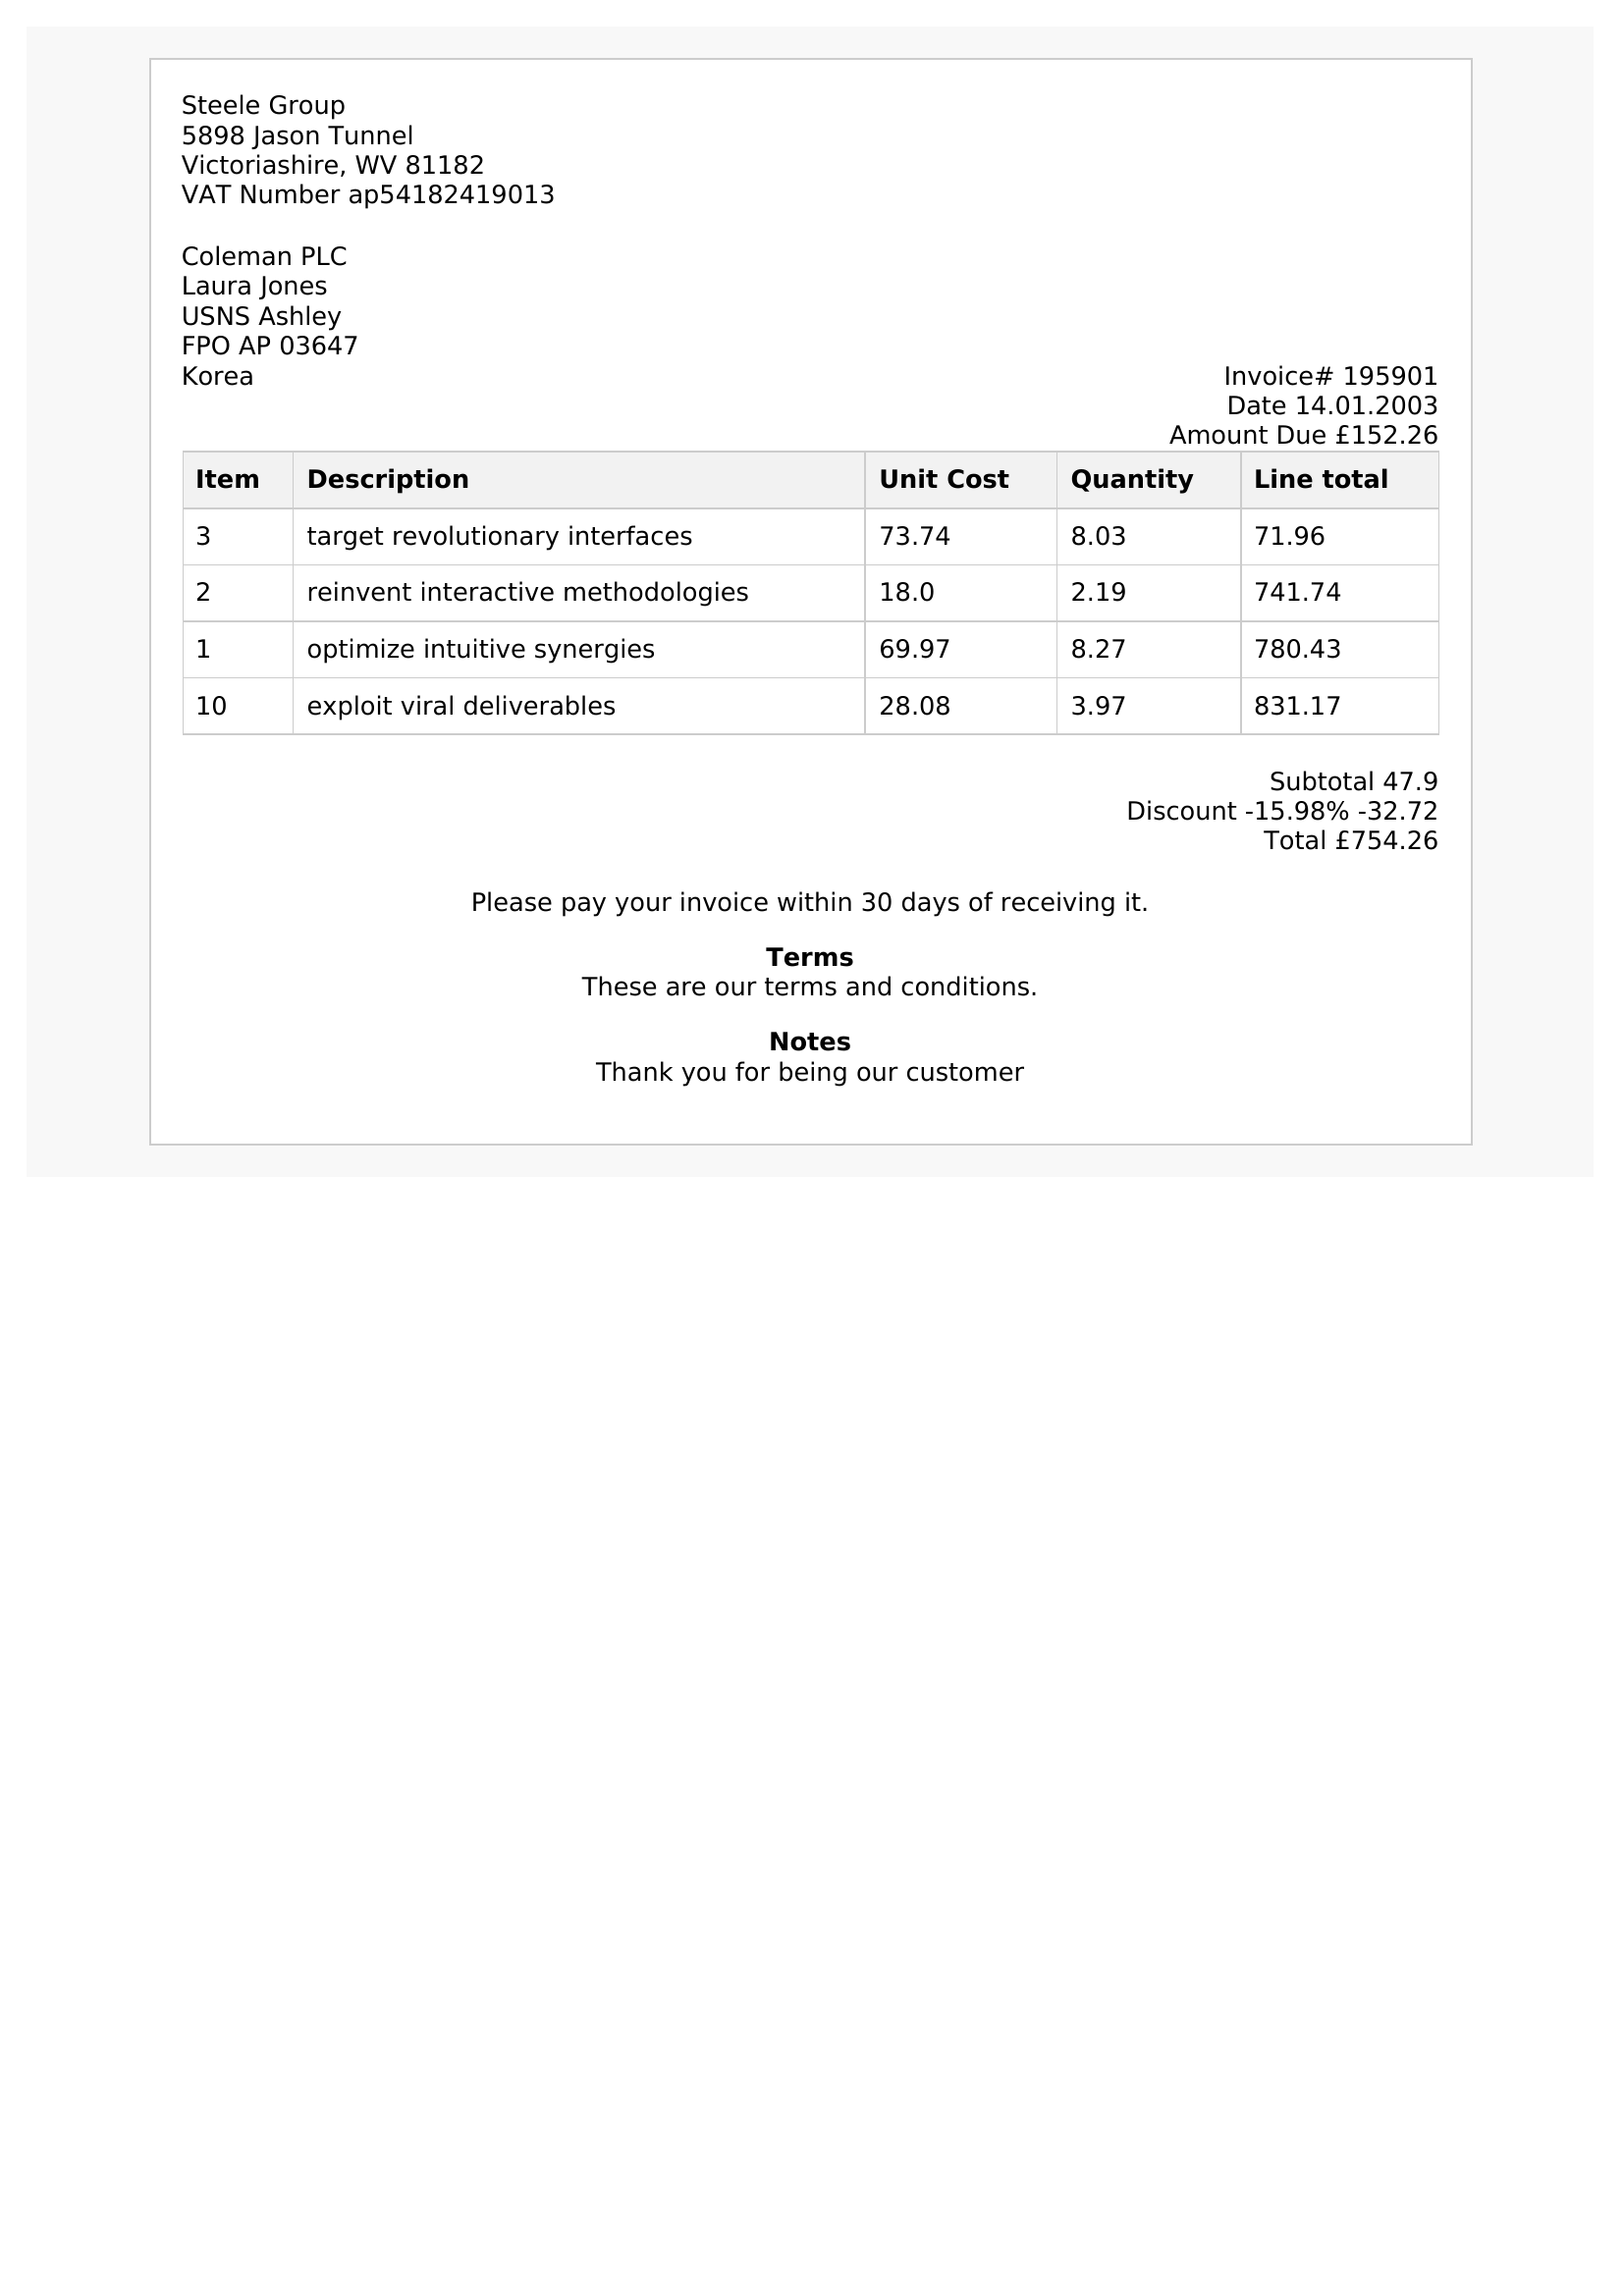 Steele Group
5898 Jason Tunnel
Victoriashire, WV 81182
VAT Number ap54182419013
Coleman PLC
Laura Jones
USNS Ashley
FPO AP 03647
Korea
Invoice# 195901
Date 14.01.2003
Amount Due £152.26
Item Description Unit Cost Quantity Line total
3 target revolutionary interfaces 73.74 8.03 71.96
2 reinvent interactive methodologies 18.0 2.19 741.74
1 optimize intuitive synergies 69.97 8.27 780.43
10 exploit viral deliverables 28.08 3.97 831.17
Subtotal 47.9
Discount -15.98% -32.72
Total £754.26
Please pay your invoice within 30 days of receiving it.
Terms
These are our terms and conditions.
Notes
Thank you for being our customer